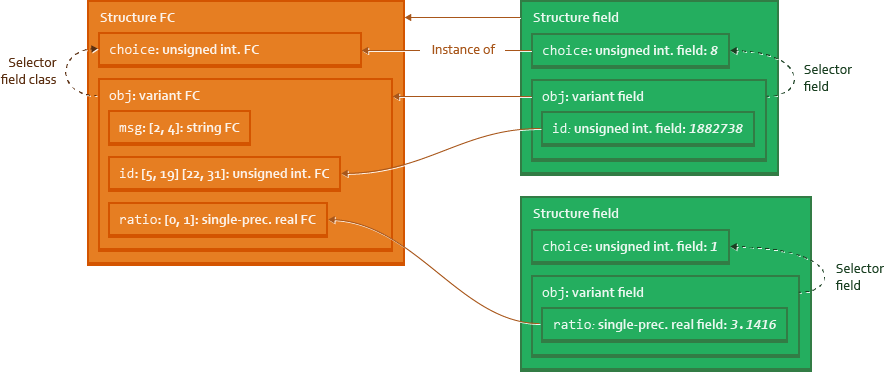 Structure FC
choice: unsigned int. FC
Selector
field class
obj: variant FC
msg: [2, 4]: string FC
id: [5, 19] [22, 31]: unsigned int. FC
ratio: [0, 1]: single-prec. real FC
Instance of
Structure field
choice: unsigned int. field: 8
Selector
field
obj: variant field
id: unsigned int. field: 1882738
Structure field
choice: unsigned int. field: 1
Selector
field
obj: variant field
ratio: single-prec. real field: 3.1416